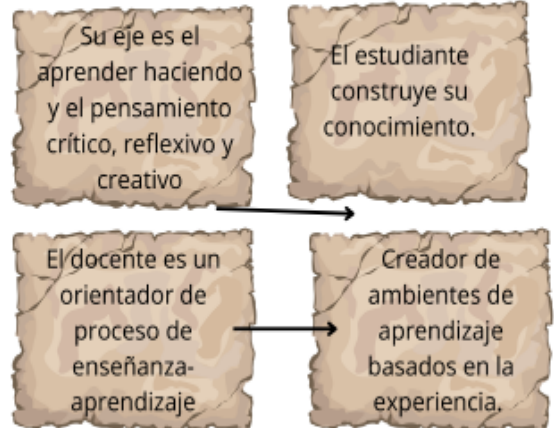 Su eje es el
aprender haciendo
y el pensamiento
crítico, reflexivo y
creativo
El estudiante
construye su
conocimiento.
El docente es un
orientador de
proceso de
enseñanza-
aprendizaje
Creador de
ambientes de
aprendizaje
basados en la
experiencia.